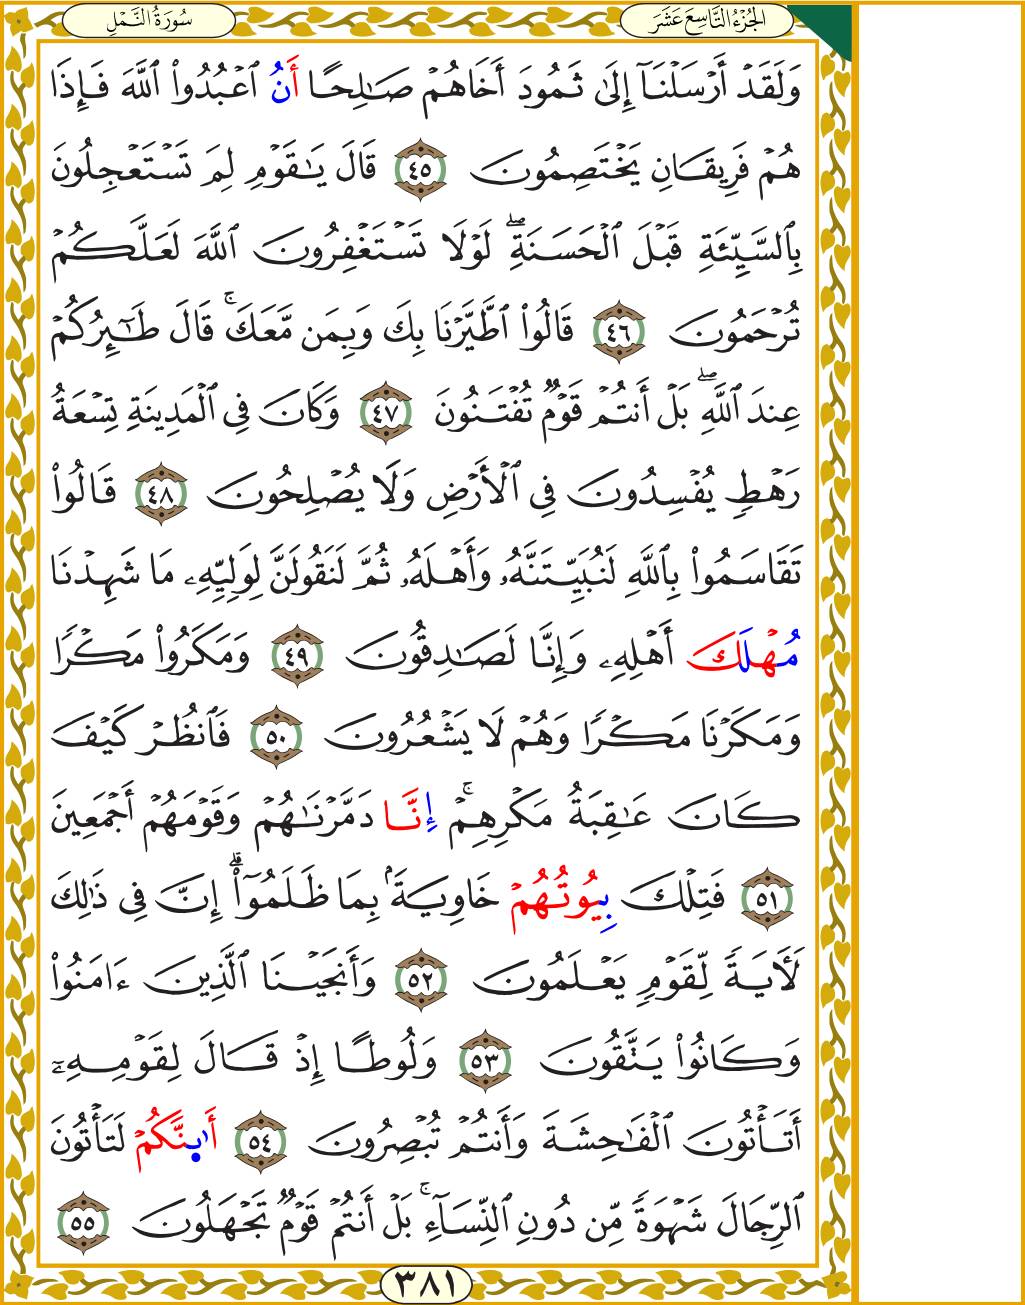 الجُزْءُ التَّاسِعَ عَشَرَ
سُورَةُ النَّمْلِ
وَلَقَدْ أَرْسَلْنَآ إِلَىٰ ثَمُودَ أَخَاهُمْ صَـٰلِحًا أَنُ ٱعْبُدُوا۟ ٱللَّهَ فَإِذَا
هُمْ فَرِيقَانِ يَخْتَصِمُونَ ٤٥ قَالَ يَـٰقَوْمِ لِمَ تَسْتَعْجِلُونَ
بِٱلسَّيِّئَةِ قَبْلَ ٱلْحَسَنَةِۖ لَوْلَا تَسْتَغْفِرُونَ ٱللَّهَ لَعَلَّكُمْ
تُرْحَمُونَ ٤٦ قَالُوا۟ ٱطَّيَّرْنَا بِكَ وَبِمَن مَّعَكَۚ قَالَ طَـٰٓئِرُكُمْ
عِندَ ٱللَّهِۖ بَلْ أَنتُمْ قَوْمٌ تُفْتَنُونَ ٤٧ وَكَانَ فِى ٱلْمَدِينَةِ تِسْعَةُ
رَهْطٍ يُفْسِدُونَ فِى ٱلْأَرْضِ وَلَا يُصْلِحُونَ ٤٨ قَالُوا۟
تَقَاسَمُوا۟ بِٱللَّهِ لَنُبَيِّتَنَّهُۥ وَأَهْلَهُۥ ثُمَّ لَنَقُولَنَّ لِوَلِيِّهِۦ مَا شَهِدْنَا
مُهْلَكَ أَهْلِهِۦ وَإِنَّا لَصَـٰدِقُونَ ٤٩ وَمَكَرُوا۟ مَكْرًا
وَمَكَرْنَا مَكْرًا وَهُمْ لَا يَشْعُرُونَ ٥٠ فَٱنظُرْ كَيْفَ
كَانَ عَـٰقِبَةُ مَكْرِهِمْۚ إِنَّا دَمَّرْنَـٰهُمْ وَقَوْمَهُمْ أَجْمَعِينَ
٥١ فَتِلْكَ بِيُوتُهُمْ خَاوِيَةًۢ بِمَا ظَلَمُوٓا۟ۗ إِنَّ فِى ذَٰلِكَ
لَـَٔايَةً لِّقَوْمٍ يَعْلَمُونَ ٥٢ وَأَنجَيْنَا ٱلَّذِينَ ءَامَنُوا۟
وَكَانُوا۟ يَتَّقُونَ ٥٣ وَلُوطًا إِذْ قَالَ لِقَوْمِهِۦٓ
أَتَأْتُونَ ٱلْفَـٰحِشَةَ وَأَنتُمْ تُبْصِرُونَ ٥٤ أَا۟ىِٕنَّكُمْ لَتَأْتُونَ
ٱلرِّجَالَ شَهْوَةً مِّن دُونِ ٱلنِّسَآءِۚ بَلْ أَنتُمْ قَوْمٌ تَجْهَلُونَ ٥٥
٣٨١